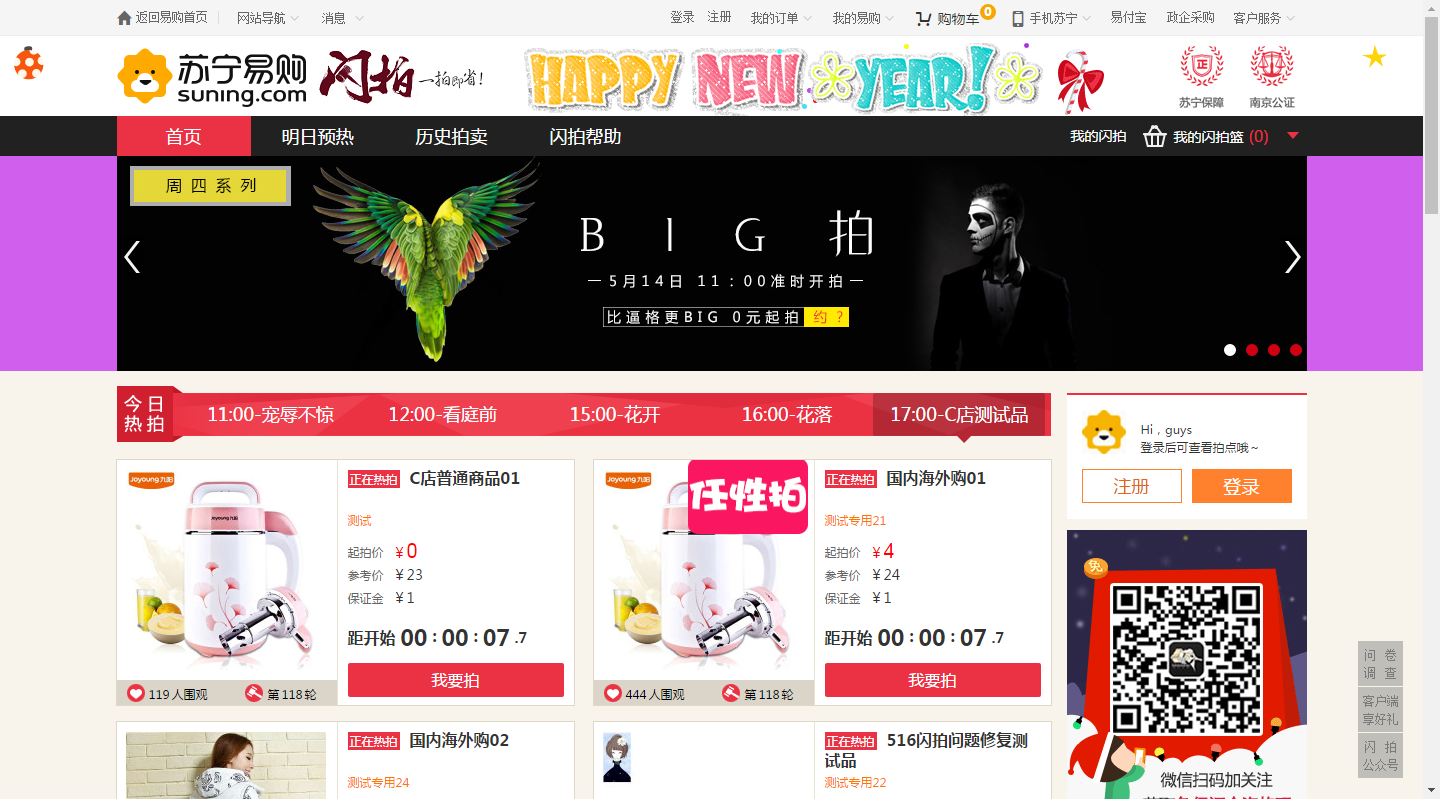 返回易购首页
网站导航
消息
登录
注册
我的订单
我的易购
购物车
0
手机苏宁
易付宝
政企采购
客户服务
苏宁易购
suning.com
闪拍
一拍即省!
HAPPY NEW YEAR!
苏宁保障
南京公证
首页
明日预热
历史拍卖
闪拍帮助
我的闪拍
我的闪拍篮 (0)
周四系列
BIG拍
5月14日 11：00准时开拍
比逼格更BIG 0元起拍 约？
今日
热拍
11:00-宠辱不惊
12:00-看庭前
15:00-花开
16:00-花落
17:00-C店测试品
Hi，guys
登录后可查看拍点哦～
注册
登录
Joyoung 九阳
正在热拍 C店普通商品01
测试
起拍价 ¥0
参考价 ¥23
保证金 ¥1
距开始 00:00:07.7
我要拍
119人围观
第118轮
Joyoung 九阳
任性拍
正在热拍 国内海外购01
测试专用21
起拍价 ¥4
参考价 ¥24
保证金 ¥1
距开始 00:00:07.7
我要拍
444人围观
第118轮
正在热拍 国内海外购02
测试专用24
正在热拍 516闪拍问题修复测
试品
测试专用22
免
微信扫码加关注
问卷
调查
客户端
享好礼
闪拍
公众号